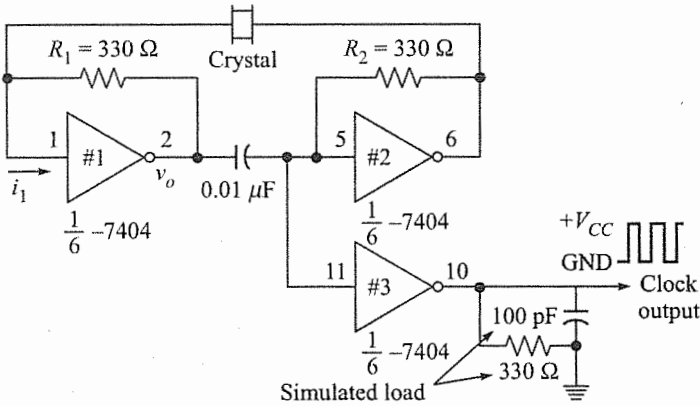 R₁ = 330 Ω
Crystal
R₂ = 330 Ω
1
#1
2
i₁
vₒ
0.01 μF
5
#2
6
1/6 –7404
1/6 –7404
11
#3
10
+V_CC
GND
Clock
output
100 pF
330 Ω
1/6 –7404
Simulated load